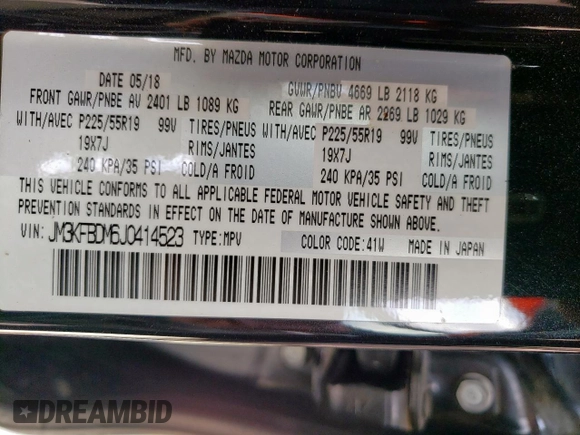 MFD. BY MAZDA MOTOR CORPORATION
DATE 05/18 GVWR/PNBV 4669 LB 2118 KG
FRONT GAWR/PNBE AV 2401 LB 1089 KG REAR GAWR/PNBE AR 2269 LB 1029 KG
WITH/AVEC P225/55R19 99V TIRES/PNEUS WITH/AVEC P225/55R19 99V TIRES/PNEUS
19X7J RIMS/JANTES 19X7J RIMS/JANTES
240 KPA/35 PSI COLD/A FROID 240 KPA/35 PSI COLD/A FROID
THIS VEHICLE CONFORMS TO ALL APPLICABLE FEDERAL MOTOR VEHICLE SAFETY AND THEFT
PREVENTION STANDARDS IN EFFECT ON THE DATE OF MANUFACTURE SHOWN ABOVE.
VIN: JM3KFBDM6J0414523 TYPE:MPV COLOR CODE:41W MADE IN JAPAN
DREAMBID